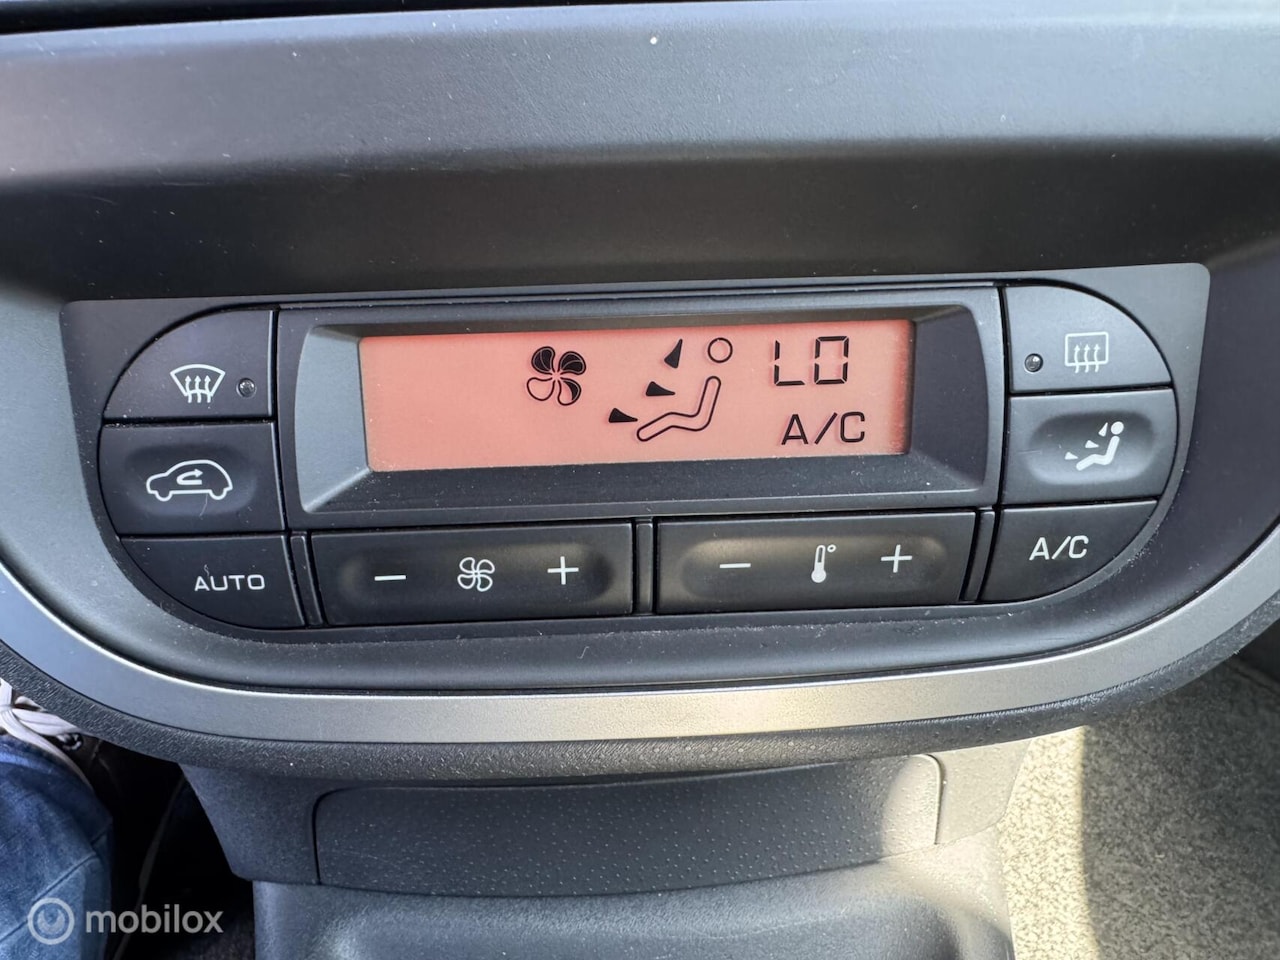 LO
A/C
AUTO
− +
− ° +
A/C
mobilox